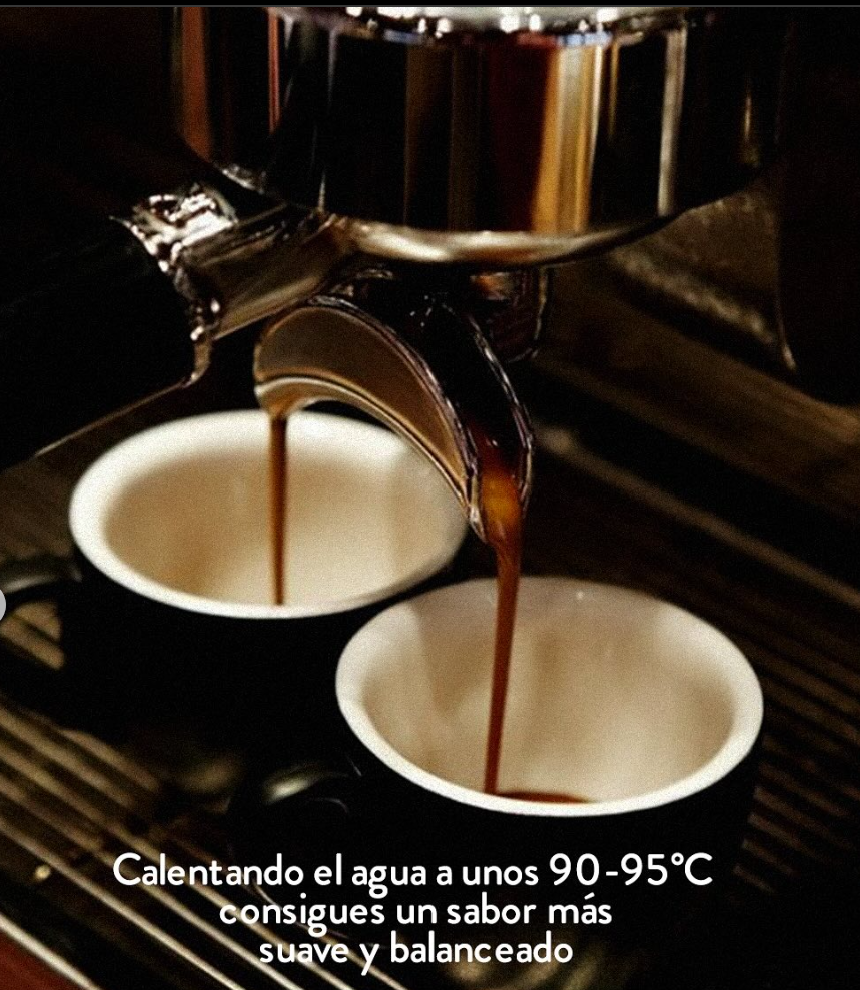 Calentando el agua a unos 90-95°C
consigues un sabor más
suave y balanceado